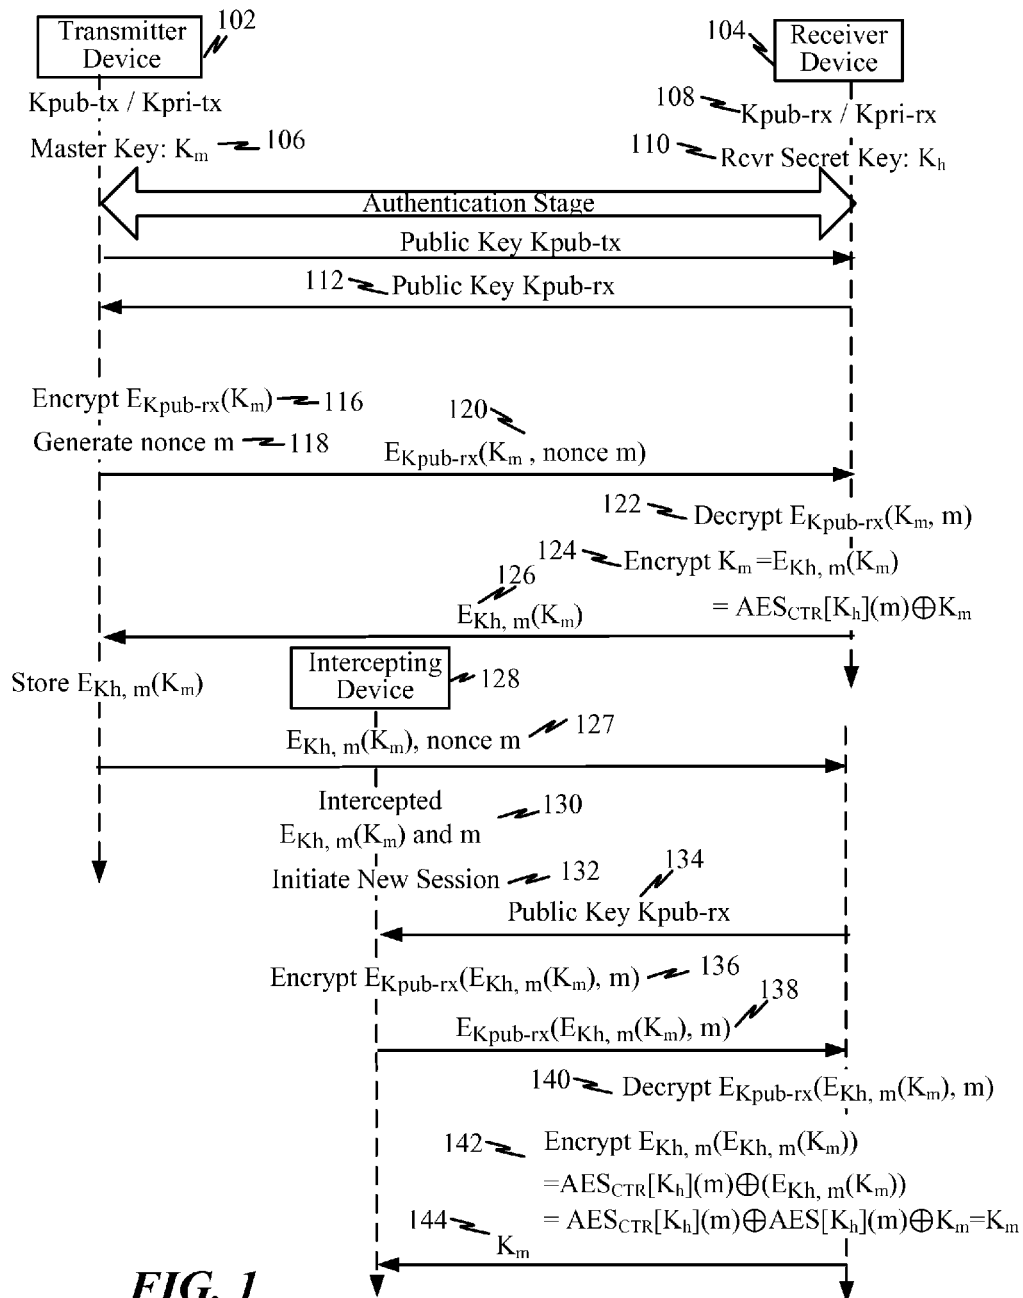 Transmitter
Device
102
104
Receiver
Device
Kpub-tx / Kpri-tx
108
Kpub-rx / Kpri-rx
Master Key: Km
106
110
Rcvr Secret Key: Kh
Authentication Stage
Public Key Kpub-tx
112
Public Key Kpub-rx
Encrypt EKpub-rx(Km)
116
120
Generate nonce m
118
EKpub-rx(Km , nonce m)
122
Decrypt EKpub-rx(Km, m)
124
Encrypt Km=EKh, m(Km)
126
= AESCTR[Kh](m)⊕Km
EKh, m(Km)
Store EKh, m(Km)
Intercepting
Device
128
EKh, m(Km), nonce m
127
Intercepted
EKh, m(Km) and m
130
Initiate New Session
132
134
Public Key Kpub-rx
Encrypt EKpub-rx(EKh, m(Km), m)
136
138
EKpub-rx(EKh, m(Km), m)
140
Decrypt EKpub-rx(EKh, m(Km), m)
142
Encrypt EKh, m(EKh, m(Km))
=AESCTR[Kh](m)⊕(EKh, m(Km))
= AESCTR[Kh](m)⊕AES[Kh](m)⊕Km=Km
144
Km
FIG. 1